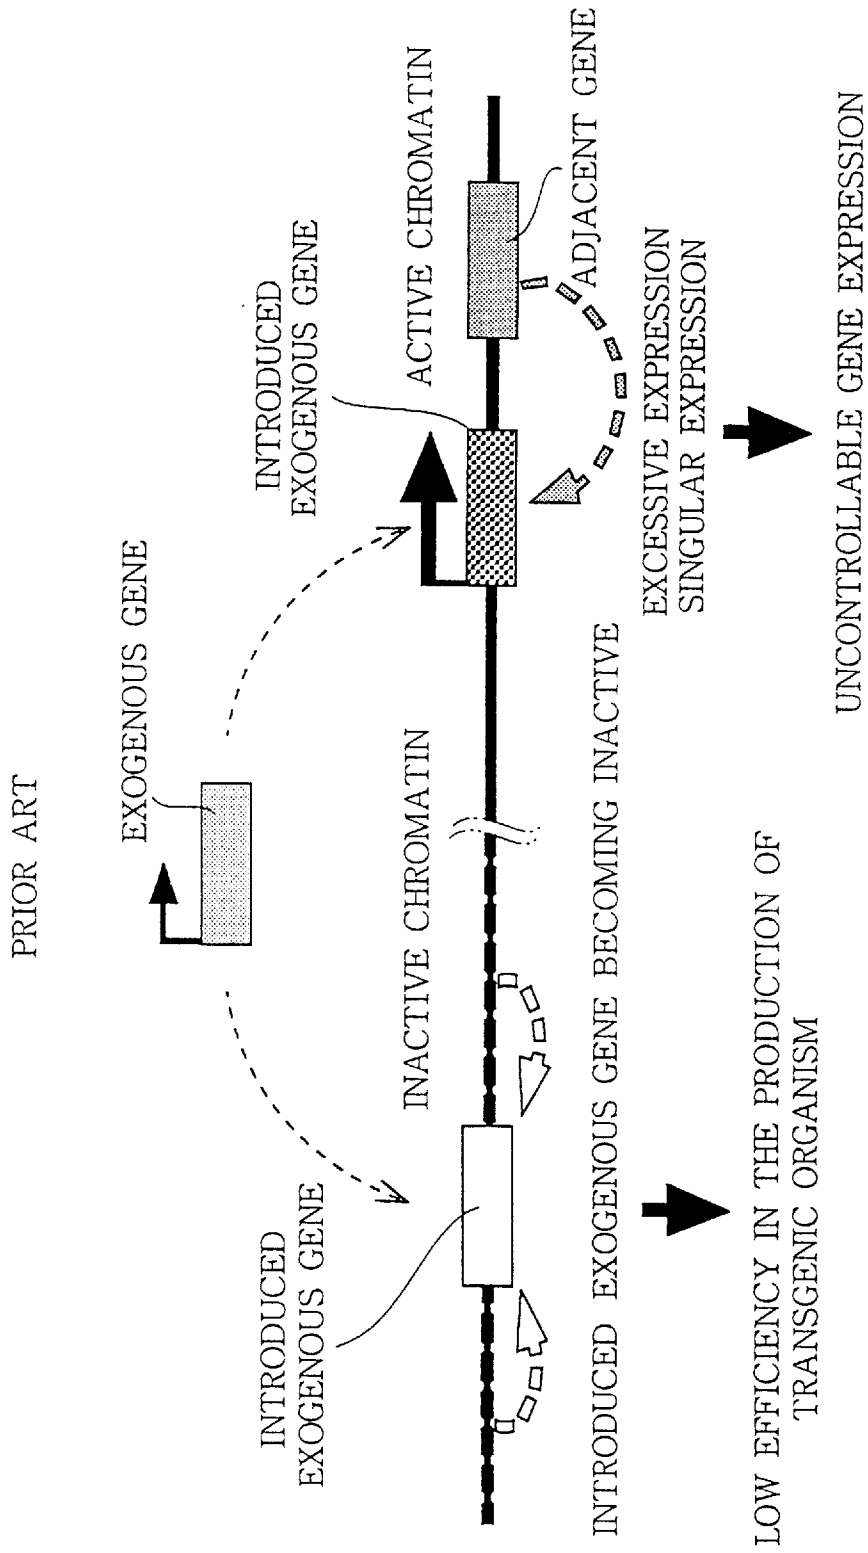 PRIOR ART
EXOGENOUS GENE
INTRODUCED
EXOGENOUS GENE
INTRODUCED
EXOGENOUS GENE
INACTIVE CHROMATIN
ACTIVE CHROMATIN
ADJACENT GENE
INTRODUCED EXOGENOUS GENE BECOMING INACTIVE
EXCESSIVE EXPRESSION
SINGULAR EXPRESSION
LOW EFFICIENCY IN THE PRODUCTION OF
TRANSGENIC ORGANISM
UNCONTROLLABLE GENE EXPRESSION